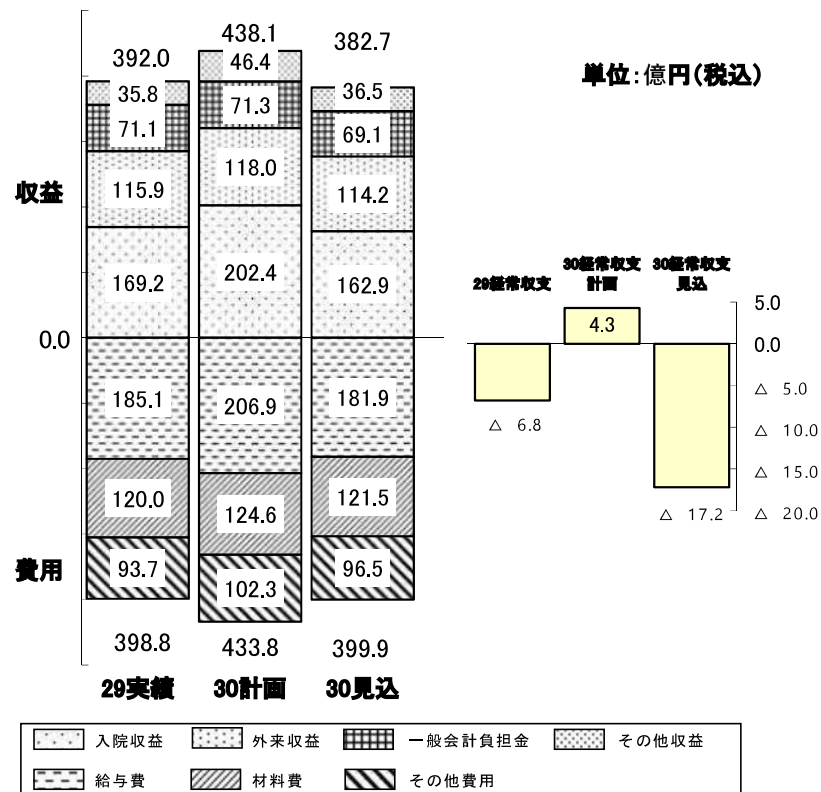 単位:億円(税込)
392.0
438.1
382.7
35.8
46.4
36.5
71.1
71.3
69.1
収益
115.9
118.0
114.2
169.2
202.4
162.9
0.0
185.1
206.9
181.9
120.0
124.6
121.5
費用
93.7
102.3
96.5
398.8
433.8
399.9
29実績
30計画
30見込
29経常収支
30経常収支
計画
30経常収支
見込
4.3
△ 6.8
△ 17.2
5.0
0.0
△ 5.0
△ 10.0
△ 15.0
△ 20.0
入院収益 外来収益 一般会計負担金 その他収益
給与費 材料費 その他費用